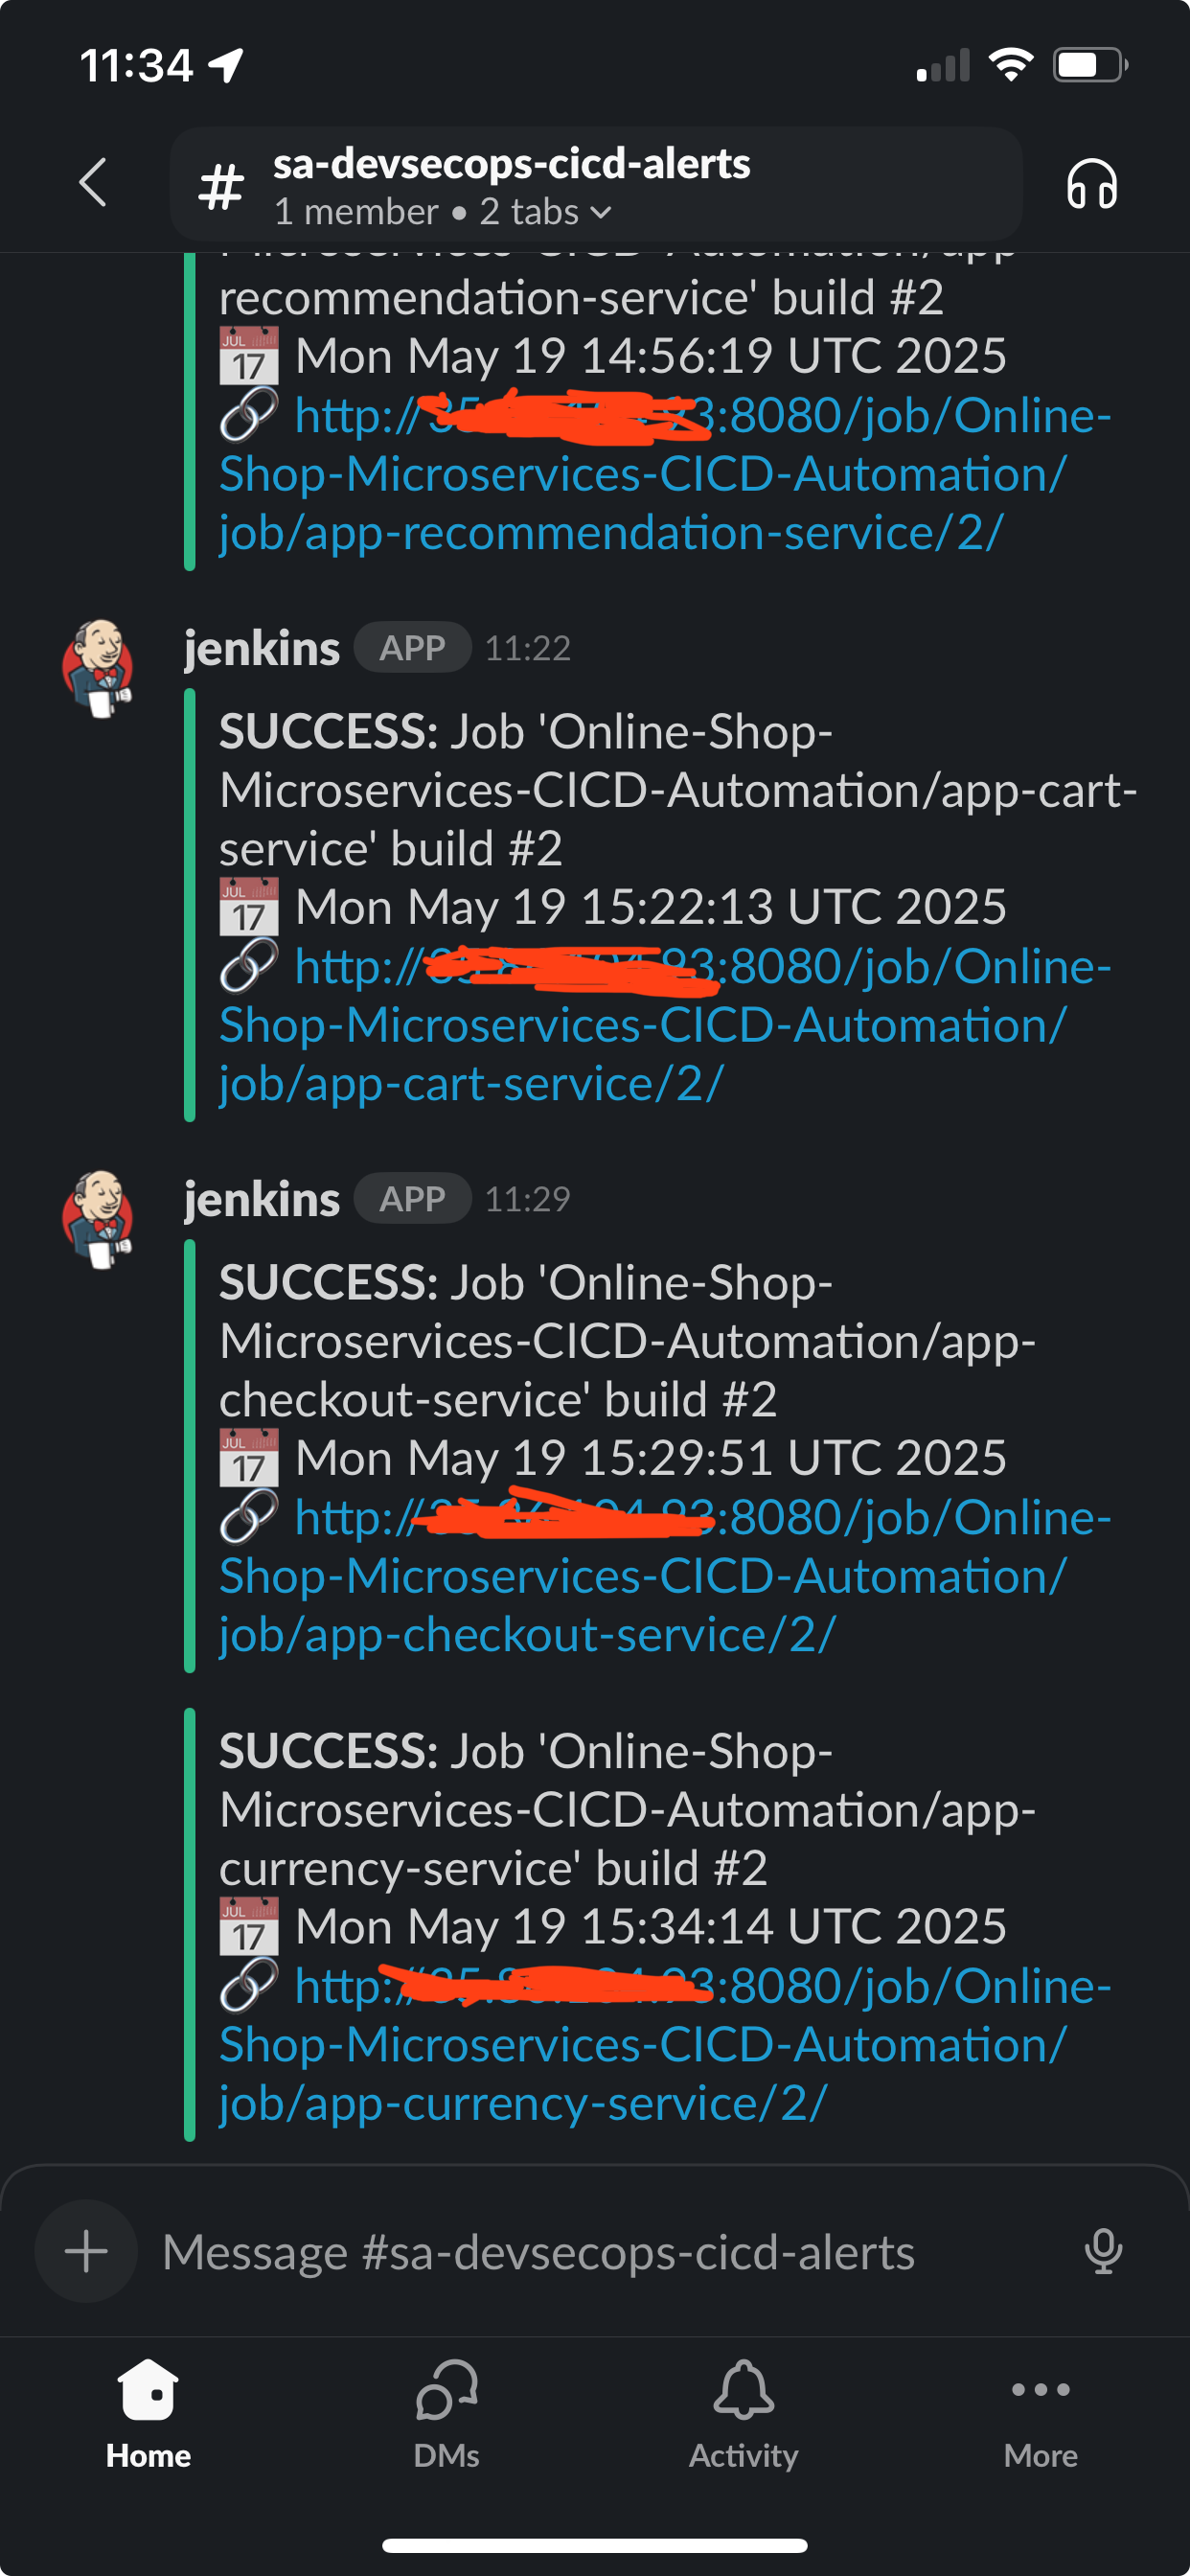 11:34
# sa-devsecops-cicd-alerts
1 member • 2 tabs
recommendation-service' build #2
JUL 17 Mon May 19 14:56:19 UTC 2025
http:// 3:8080/job/Online-
Shop-Microservices-CICD-Automation/
job/app-recommendation-service/2/
jenkins APP 11:22
SUCCESS: Job 'Online-Shop-
Microservices-CICD-Automation/app-cart-
service' build #2
JUL 17 Mon May 19 15:22:13 UTC 2025
http:// 93:8080/job/Online-
Shop-Microservices-CICD-Automation/
job/app-cart-service/2/
jenkins APP 11:29
SUCCESS: Job 'Online-Shop-
Microservices-CICD-Automation/app-
checkout-service' build #2
JUL 17 Mon May 19 15:29:51 UTC 2025
http:// 3:8080/job/Online-
Shop-Microservices-CICD-Automation/
job/app-checkout-service/2/
SUCCESS: Job 'Online-Shop-
Microservices-CICD-Automation/app-
currency-service' build #2
JUL 17 Mon May 19 15:34:14 UTC 2025
http:// 3:8080/job/Online-
Shop-Microservices-CICD-Automation/
job/app-currency-service/2/
Message #sa-devsecops-cicd-alerts
Home DMs Activity More